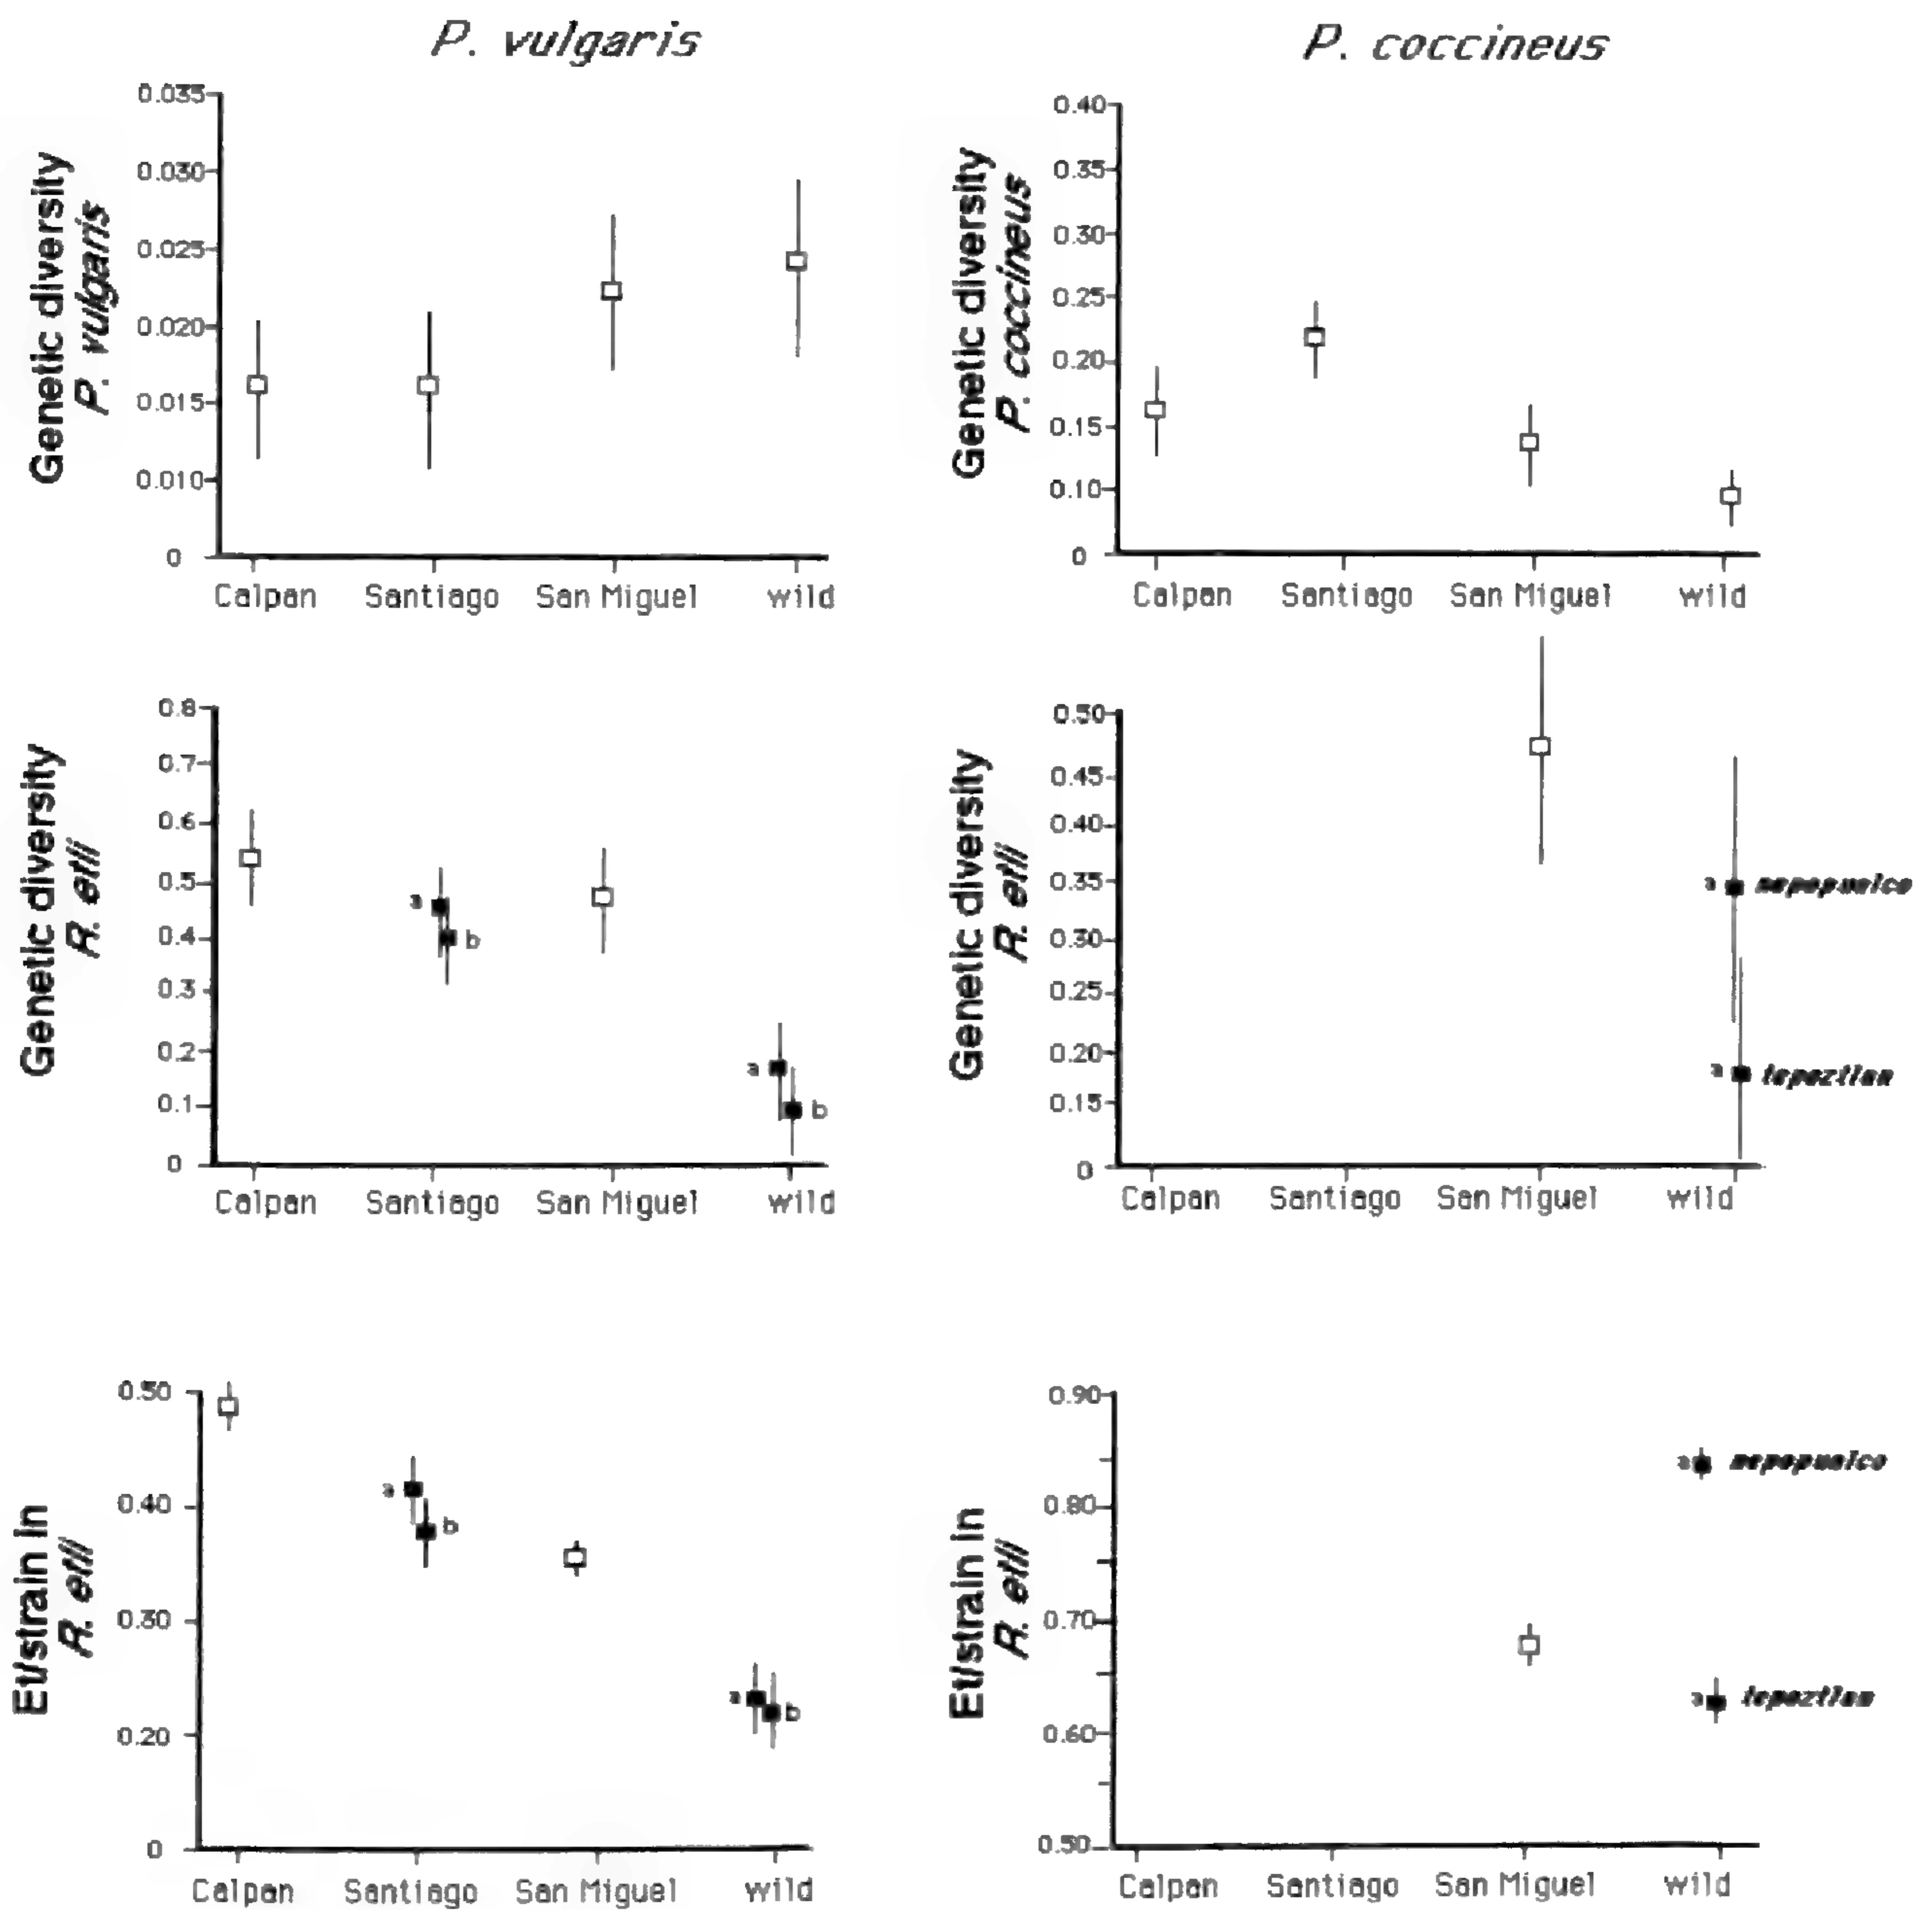 P. vulgaris
P. coccineus
Genetic diversity
P. vulgaris
0.035
0.030
0.025
0.020
0.015
0.010
0
Calpan Santiago San Miguel wild
Genetic diversity
P. coccineus
0.40
0.35
0.30
0.25
0.20
0.15
0.10
0
Calpan Santiago San Miguel wild
Genetic diversity
R. etli
0.8
0.7
0.6
0.5
0.4
0.3
0.2
0.1
0
a
b
a
b
Calpan Santiago San Miguel wild
Genetic diversity
R. etli
0.50
0.45
0.40
0.35
0.30
0.25
0.20
0.15
0
a nepopualco
a tepoztlan
Calpan Santiago San Miguel wild
Et/strain in
R. etli
0.50
0.40
0.30
0.20
0
a
b
a
b
Calpan Santiago San Miguel wild
Et/strain in
R. etli
0.90
0.80
0.70
0.60
0.50
a nepopualco
a tepoztlan
Calpan Santiago San Miguel wild